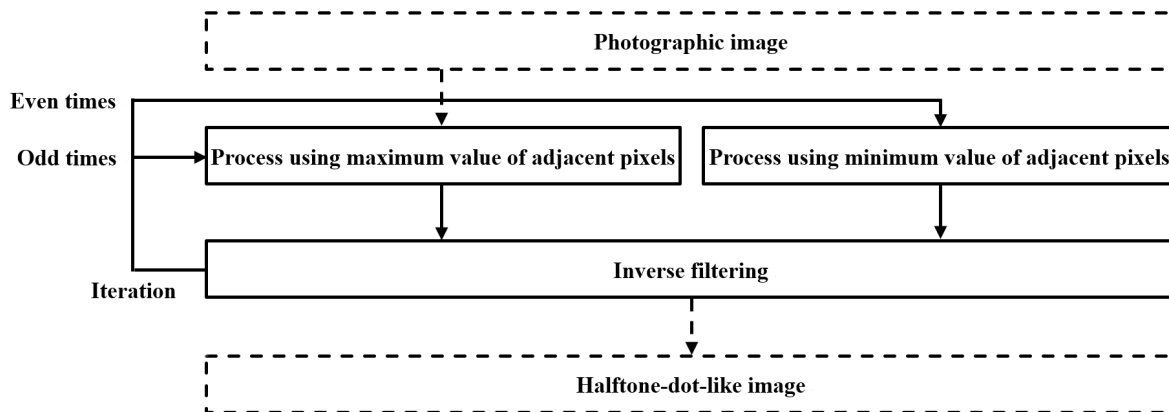 Photographic image
Even times
Odd times
Process using maximum value of adjacent pixels
Process using minimum value of adjacent pixels
Inverse filtering
Iteration
Halftone-dot-like image